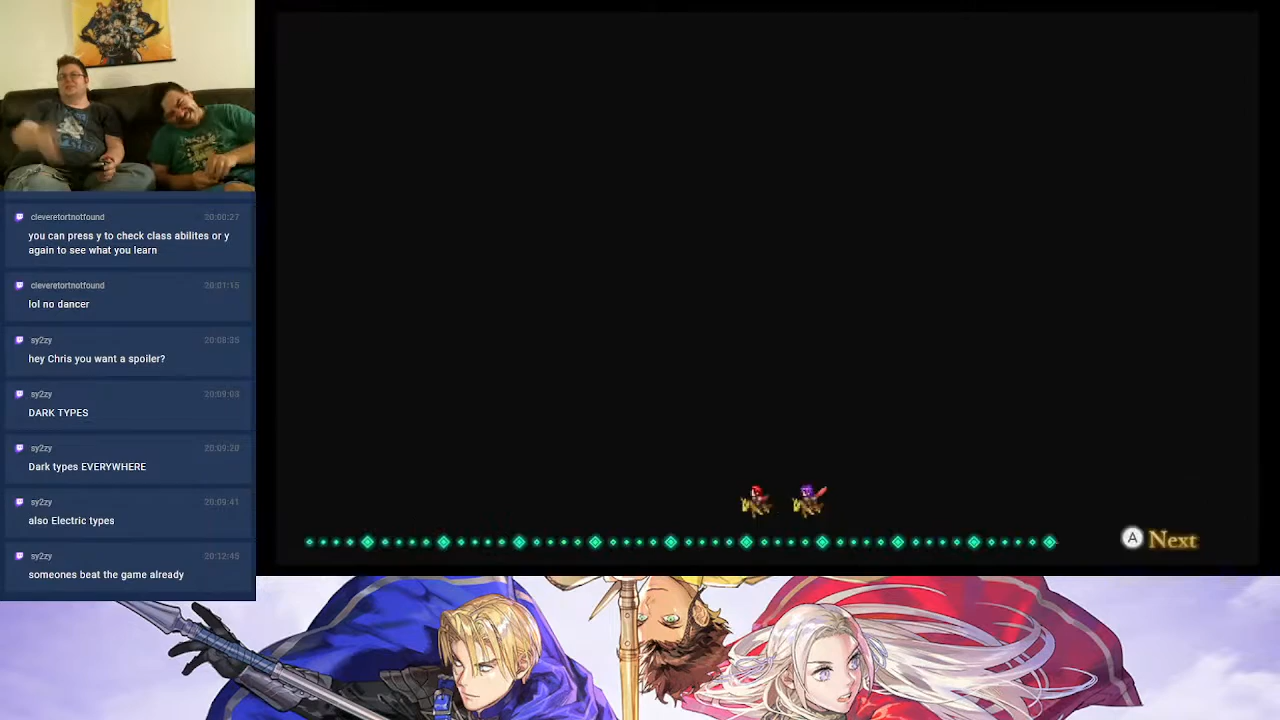 cleveretortnotfound 20:00:27
you can press y to check class abilites or y
again to see what you learn
cleveretortnotfound 20:01:15
lol no dancer
sy2zy 20:08:35
hey Chris you want a spoiler?
sy2zy 20:09:03
DARK TYPES
sy2zy 20:09:20
Dark types EVERYWHERE
sy2zy 20:09:41
also Electric types
sy2zy 20:12:45
someones beat the game already
A Next